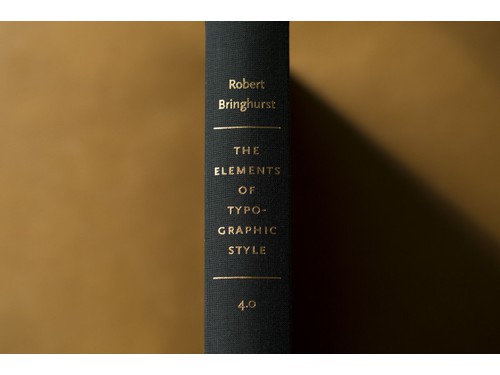 Robert
Bringhurst
THE
ELEMENTS
OF
TYPO-
GRAPHIC
STYLE
4.0